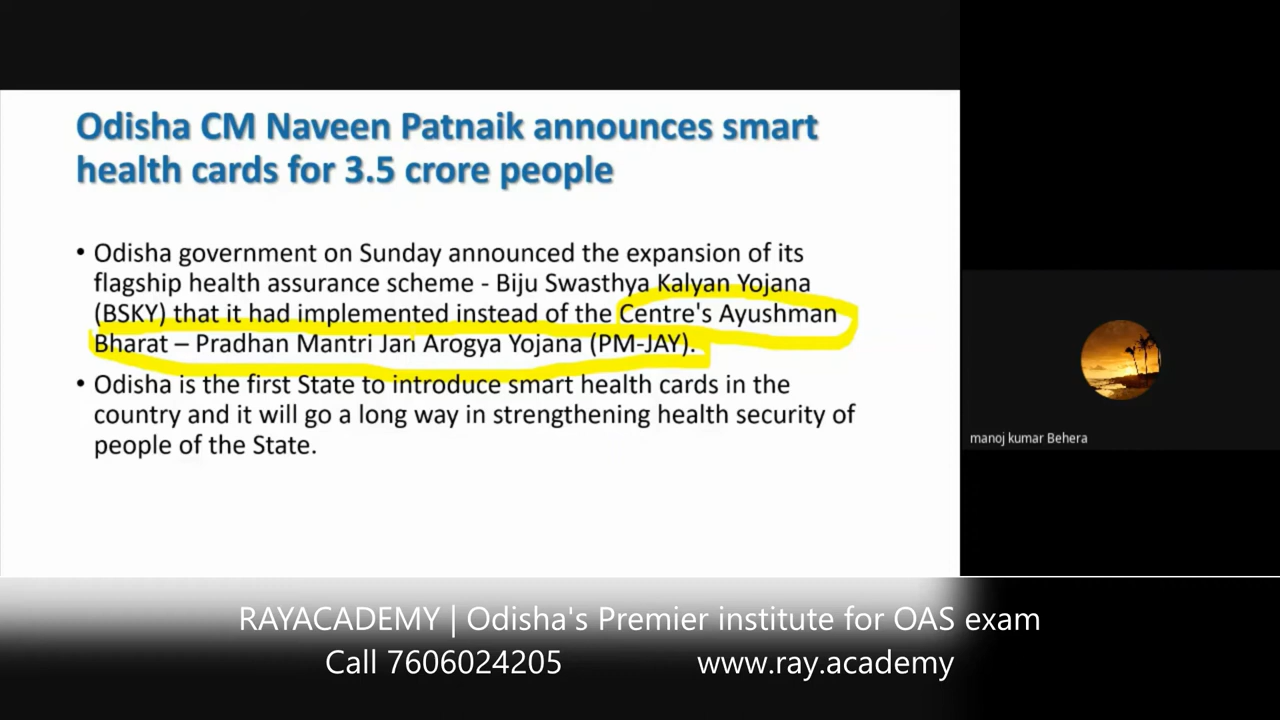 Odisha CM Naveen Patnaik announces smart
health cards for 3.5 crore people
• Odisha government on Sunday announced the expansion of its
flagship health assurance scheme - Biju Swasthya Kalyan Yojana
(BSKY) that it had implemented instead of the Centre's Ayushman
Bharat – Pradhan Mantri Jan Arogya Yojana (PM-JAY).
• Odisha is the first State to introduce smart health cards in the
country and it will go a long way in strengthening health security of
people of the State.
manoj kumar Behera
RAYACADEMY | Odisha's Premier institute for OAS exam
Call 7606024205 www.ray.academy